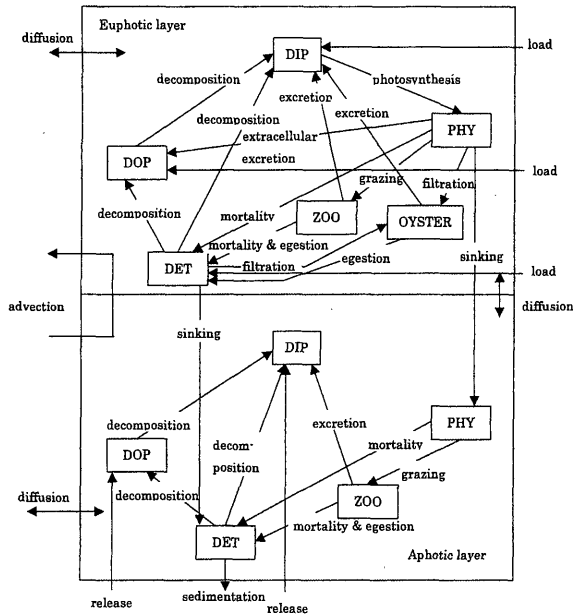 Euphotic layer
diffusion
DIP
load
decomposition
photosynthesis
excretion
decomposition
excretion
extracellular
PHY
DOP
excretion
load
grazing
filtration
decomposition
mortality
ZOO
OYSTER
mortality & egestion
DET
filtration
egestion
sinking
load
advection
diffusion
sinking
DIP
decomposition
excretion
PHY
decom-
position
mortality
DOP
grazing
diffusion
decomposition
ZOO
mortality & egestion
DET
Aphotic layer
release
sedimentation
release